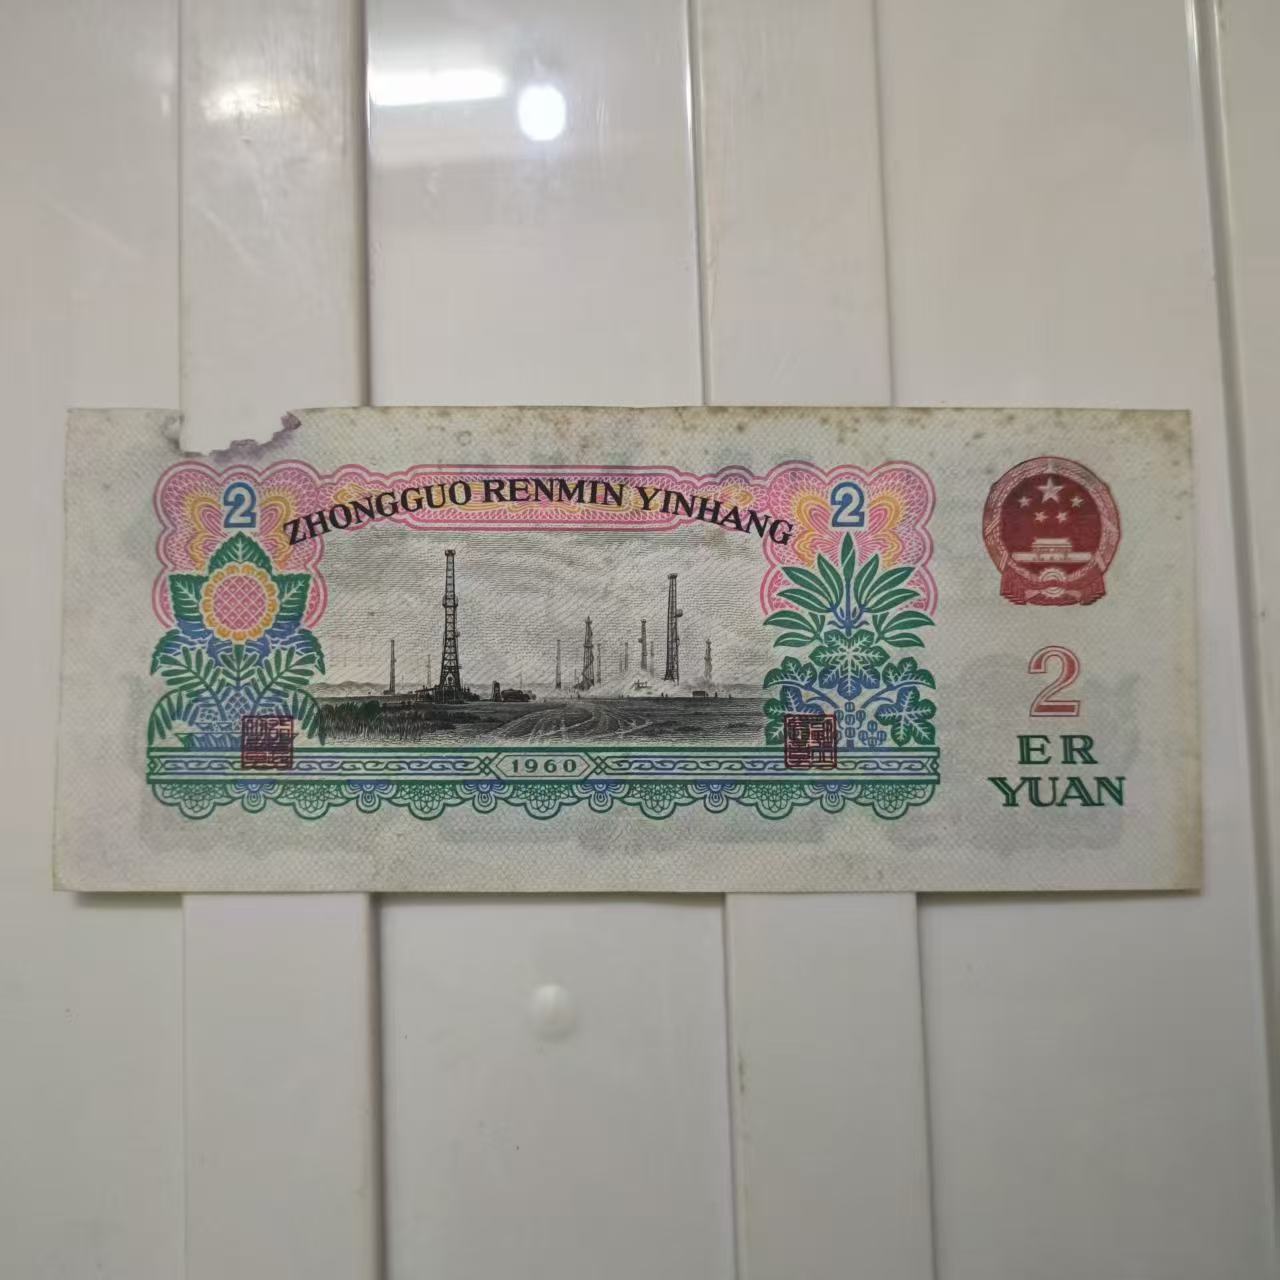 2
ZHONGGUO RENMIN YINHANG
2
2
ER
YUAN
1960